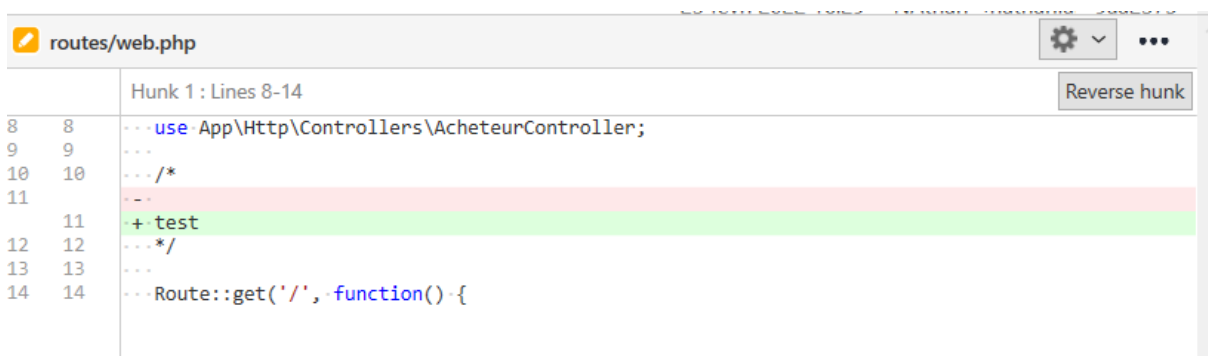 routes/web.php
Hunk 1 : Lines 8-14
Reverse hunk
8 8 use App\Http\Controllers\AcheteurController;
9 9
10 10 /*
11 -
11 + test
12 12 */
13 13
14 14 Route::get('/', function() {